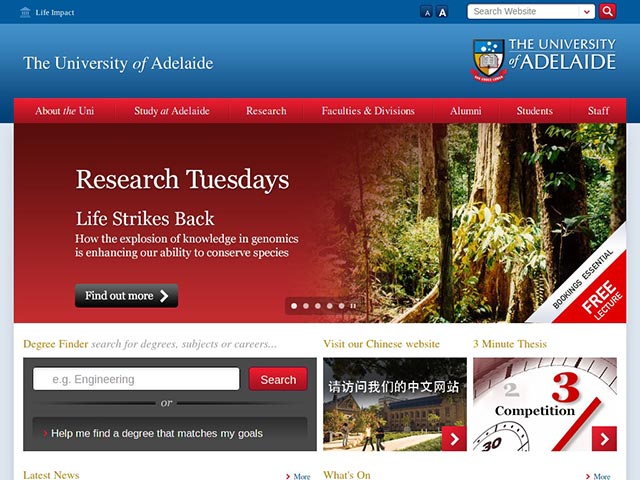 Life Impact
A A
Search Website
The University of Adelaide
THE UNIVERSITY
of ADELAIDE
About the Uni
Study at Adelaide
Research
Faculties & Divisions
Alumni
Students
Staff
Research Tuesdays
Life Strikes Back
How the explosion of knowledge in genomics
is enhancing our ability to conserve species
Find out more
BOOKINGS ESSENTIAL
FREE
LECTURE
Degree Finder search for degrees, subjects or careers...
e.g. Engineering
Search
or
Help me find a degree that matches my goals
Visit our Chinese website
请访问我们的中文网站
3 Minute Thesis
2
3
Competition
30
Latest News
More
What's On
More